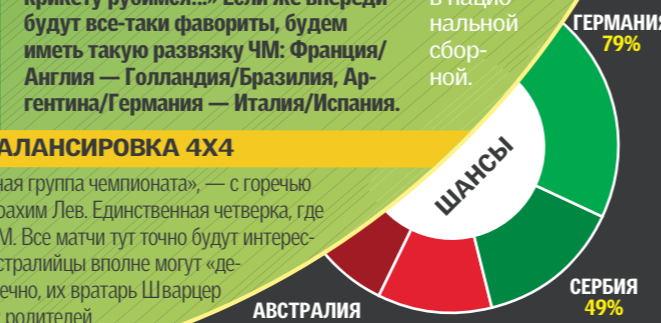 крикету рубимся...» Если же впереди
будут все-таки фавориты, будем
иметь такую развязку ЧМ: Франция/
Англия — Голландия/Бразилия, Ар-
гентина/Германия — Италия/Испания.
в нацио-
нальной
сбор-
ной.
ГЕРМАНИЯ
79%
АЛАНСИРОВКА 4Х4
ная группа чемпионата», — с горечью
рахим Лев. Единственная четверка, где
М. Все матчи тут точно будут интерес-
стралийцы вполне могут «де-
ечно, их вратарь Шварцер
родителей
ШАНСЫ
СЕРБИЯ
49%
АВСТРАЛИЯ